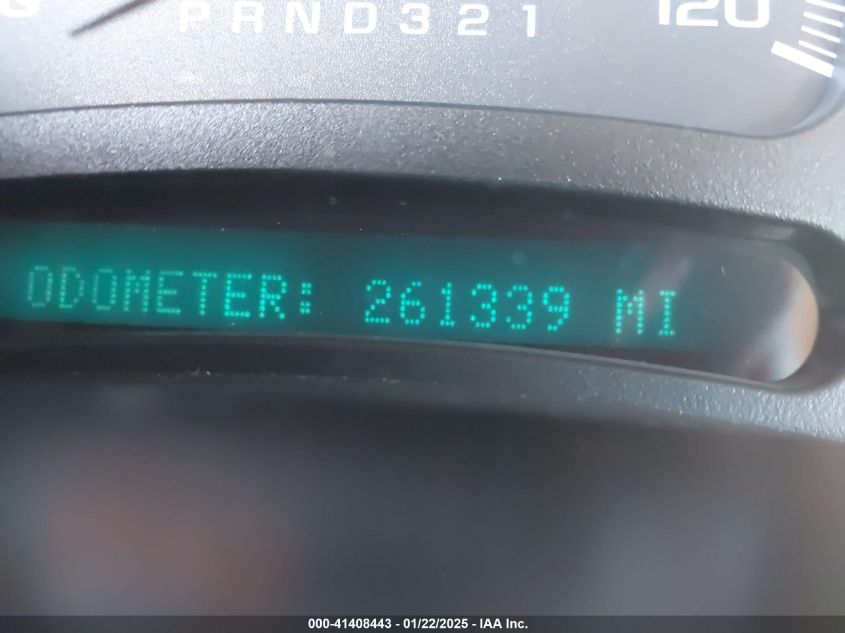 PRND321
120
ODOMETER: 261339 MI
000-41408443 - 01/22/2025 - IAA Inc.